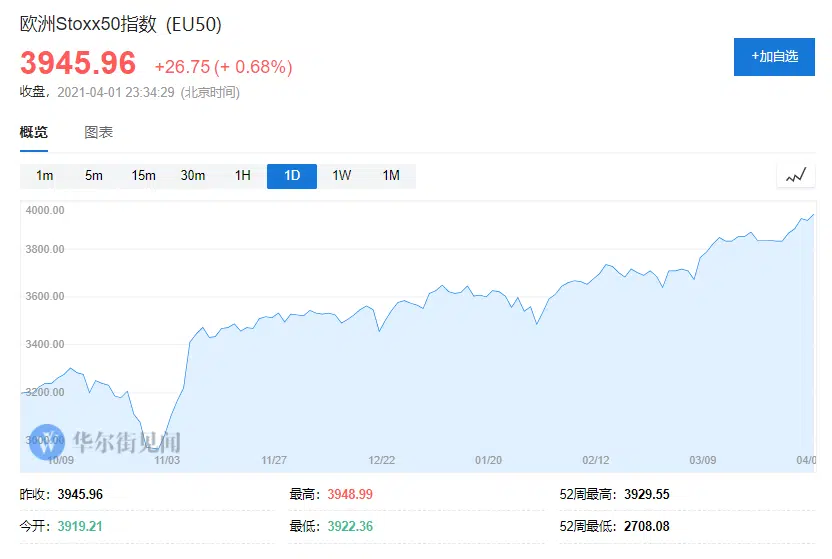 欧洲Stoxx50指数 (EU50)
3945.96 +26.75 (+ 0.68%)
+加自选
收盘，2021-04-01 23:34:29 (北京时间)
概览 图表
1m 5m 15m 30m 1H 1D 1W 1M
4000.00
3800.00
3600.00
3400.00
3200.00
3000.00
华尔街见闻
10/09 11/03 11/27 12/22 01/20 02/12 03/09 04/0
昨收：3945.96 最高：3948.99 52周最高：3929.55
今开：3919.21 最低：3922.36 52周最低：2708.08